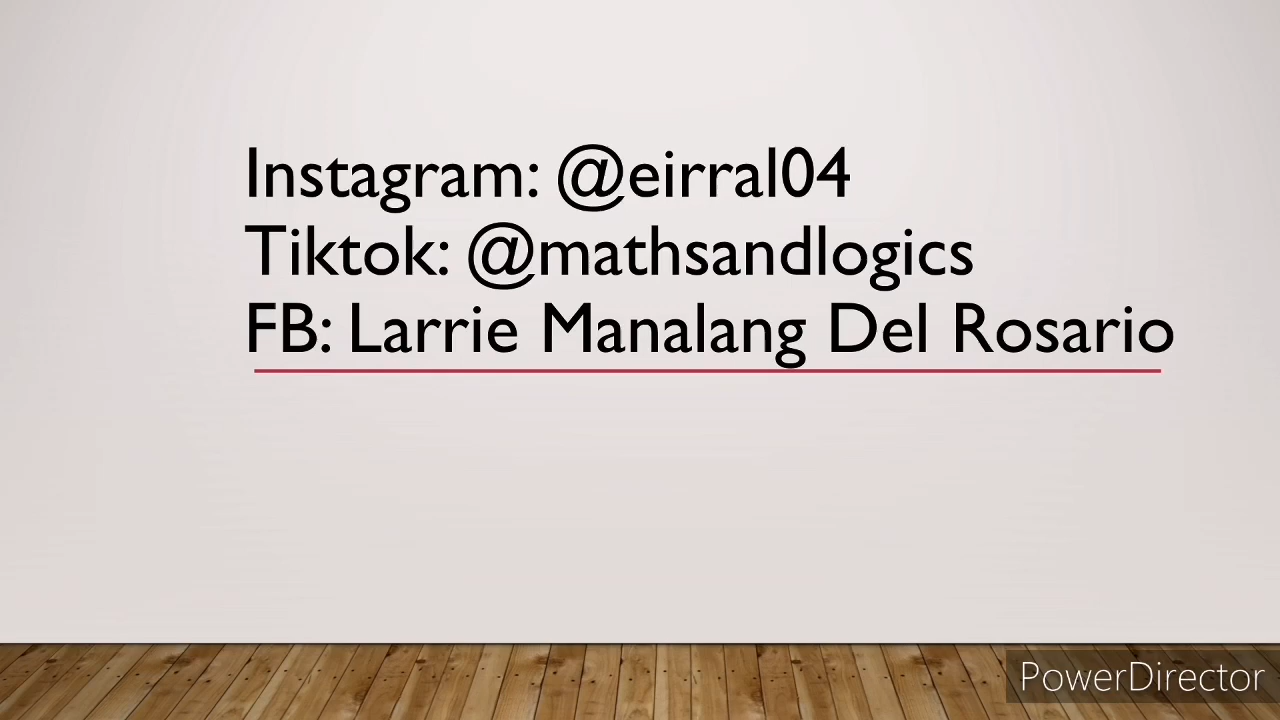 Instagram: @eirral04
Tiktok: @mathsandlogics
FB: Larrie Manalang Del Rosario
PowerDirector